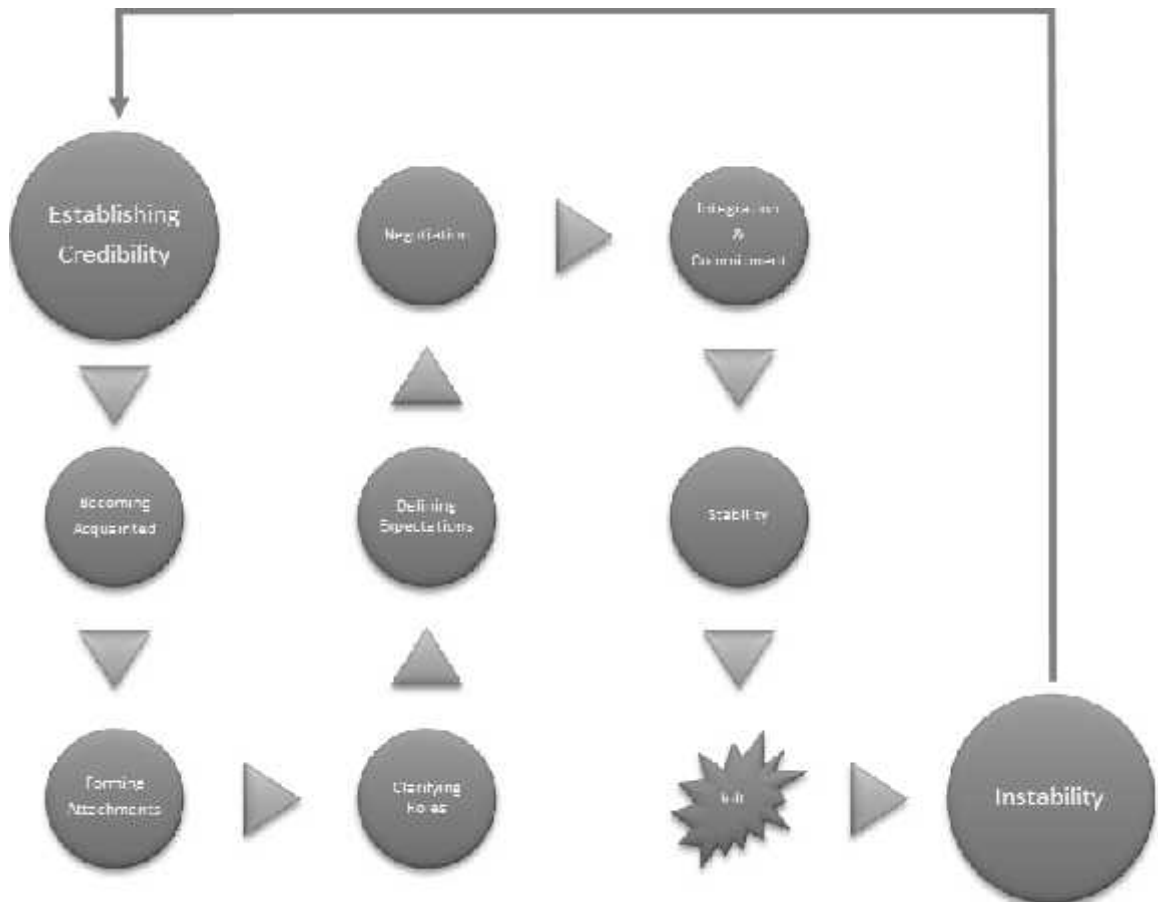 Establishing
Credibility
Becoming
Acquainted
Forming
Attachments
Clarifying
Roles
Defining
Expectations
Negotiation
Integration
&
Commitment
Stability
Instability